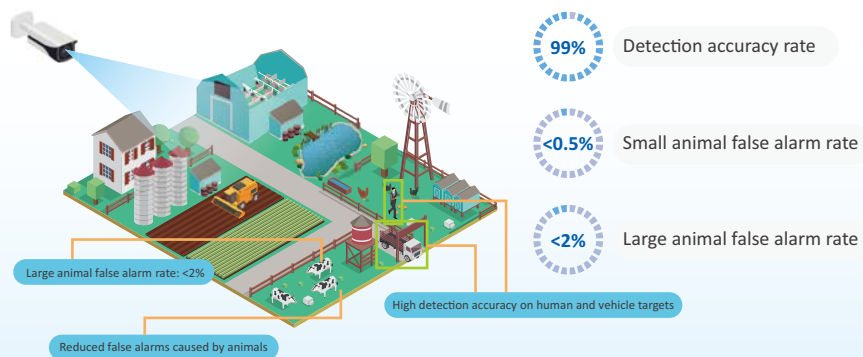 99%
Detection accuracy rate
<0.5%
Small animal false alarm rate
<2%
Large animal false alarm rate
Large animal false alarm rate: <2%
High detection accuracy on human and vehicle targets
Reduced false alarms caused by animals